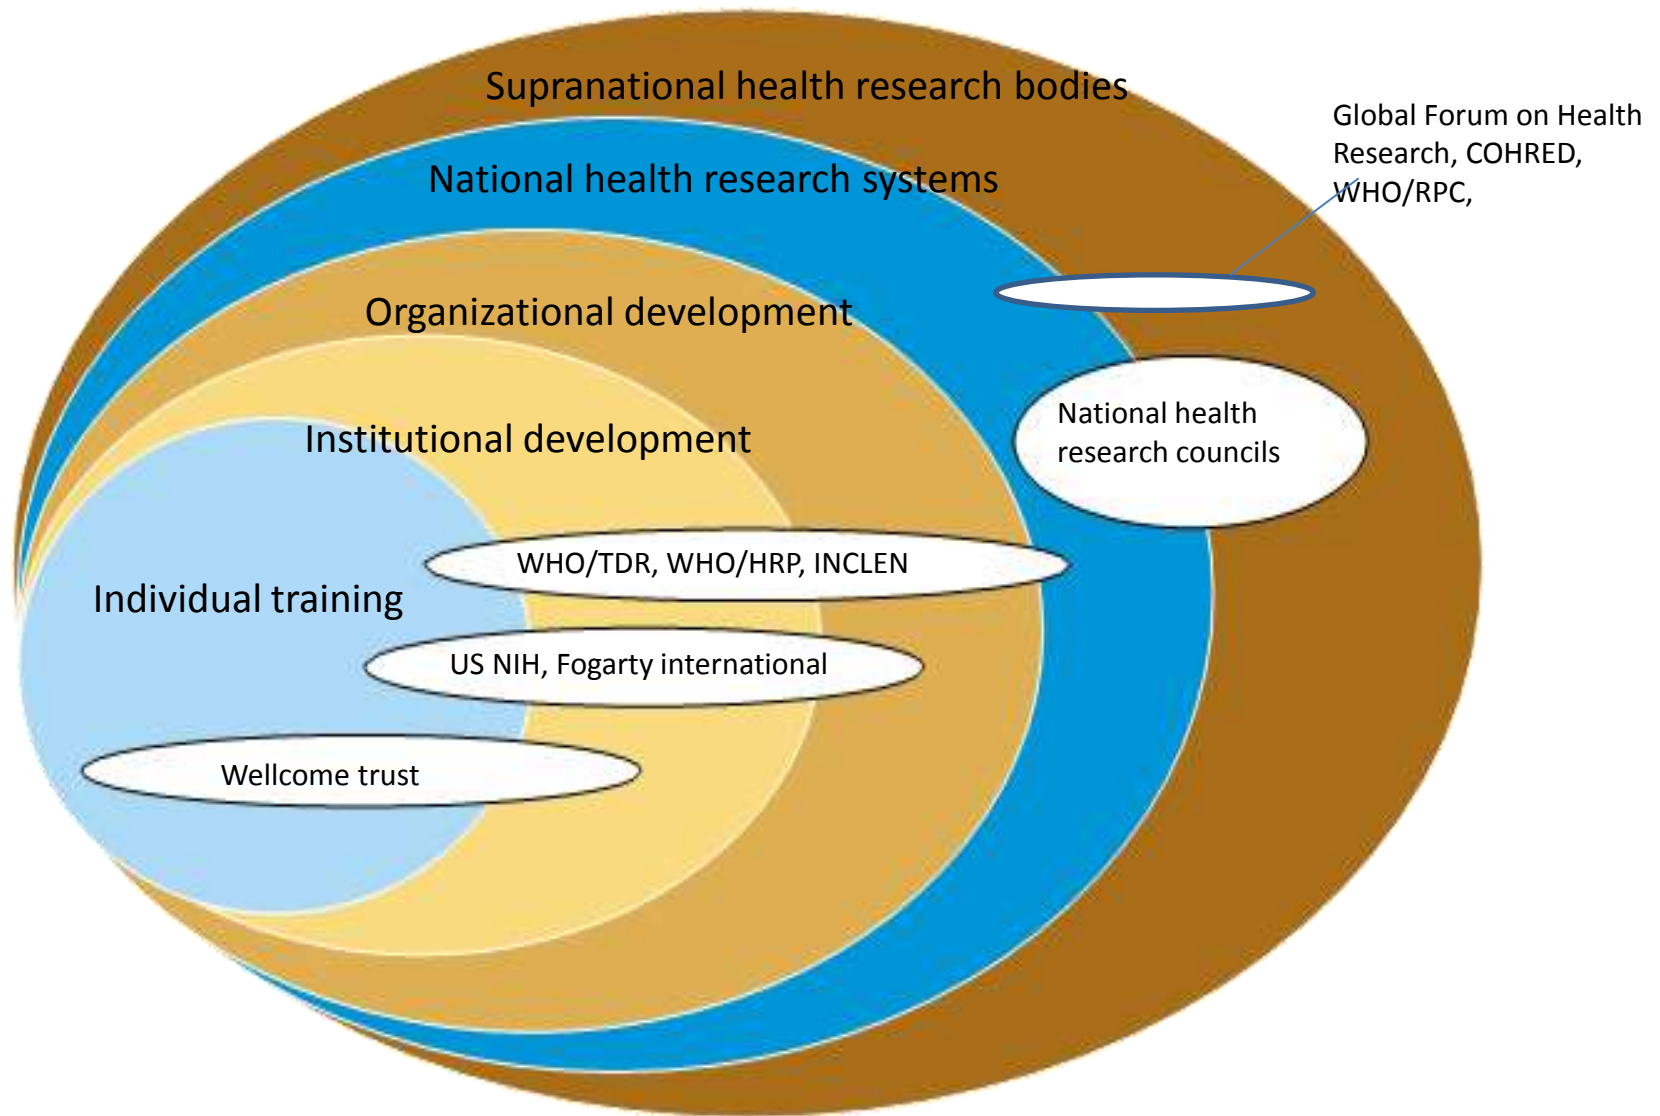 Supranational health research bodies
Global Forum on Health
Research, COHRED,
WHO/RPC,
National health research systems
Organizational development
National health
research councils
Institutional development
WHO/TDR, WHO/HRP, INCLEN
Individual training
US NIH, Fogarty international
Wellcome trust